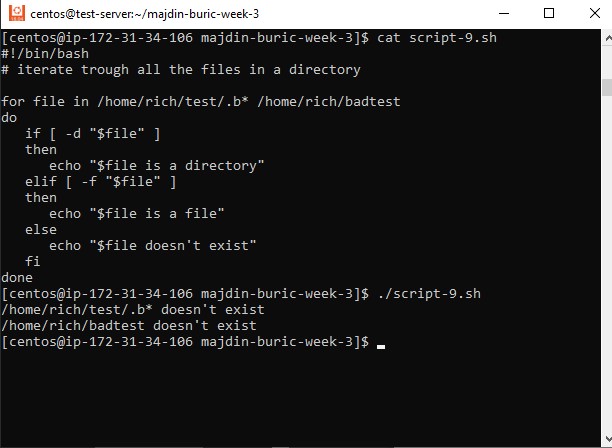 centos@test-server:~/majdin-buric-week-3
[centos@ip-172-31-34-106 majdin-buric-week-3]$ cat script-9.sh
#!/bin/bash
# iterate trough all the files in a directory

for file in /home/rich/test/.b* /home/rich/badtest
do
   if [ -d "$file" ]
   then
      echo "$file is a directory"
   elif [ -f "$file" ]
   then
      echo "$file is a file"
   else
      echo "$file doesn't exist"
   fi
done
[centos@ip-172-31-34-106 majdin-buric-week-3]$ ./script-9.sh
/home/rich/test/.b* doesn't exist
/home/rich/badtest doesn't exist
[centos@ip-172-31-34-106 majdin-buric-week-3]$